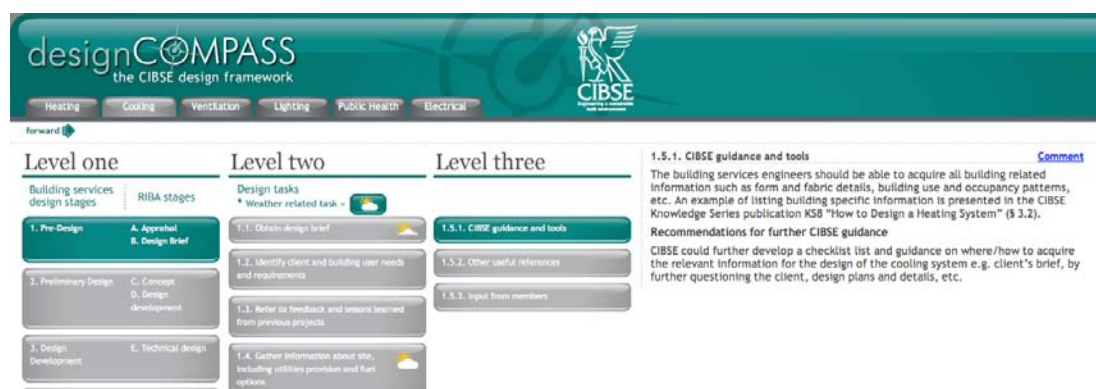 designCOMPASS
the CIBSE design framework
CIBSE
Heating
Cooling
Ventilation
Lighting
Public Health
Electrical
forward
Level one
Building services
design stages
RIBA stages
1. Pre-Design
A. Appraisal
B. Design Brief
2. Preliminary Design
C. Concept
D. Design
development
3. Design
Development
E. Technical design
Level two
Design tasks
* Weather related task =
1.1. Obtain design brief
1.2. Identify client and building user needs
and requirements
1.3. Refer to feedback and lessons learned
from previous projects
1.4. Gather information about site,
including utilities provision and fuel
options
Level three
1.5.1. CIBSE guidance and tools
1.5.2. Other useful references
1.5.3. Input from members
1.5.1. CIBSE guidance and tools
Comment
The building services engineers should be able to acquire all building related
information such as form and fabric details, building use and occupancy patterns,
etc. An example of listing building specific information is presented in the CIBSE
Knowledge Series publication KS8 “How to Design a Heating System” (§ 3.2).
Recommendations for further CIBSE guidance
CIBSE could further develop a checklist list and guidance on where/how to acquire
the relevant information for the design of the cooling system e.g. client’s brief, by
further questioning the client, design plans and details, etc.